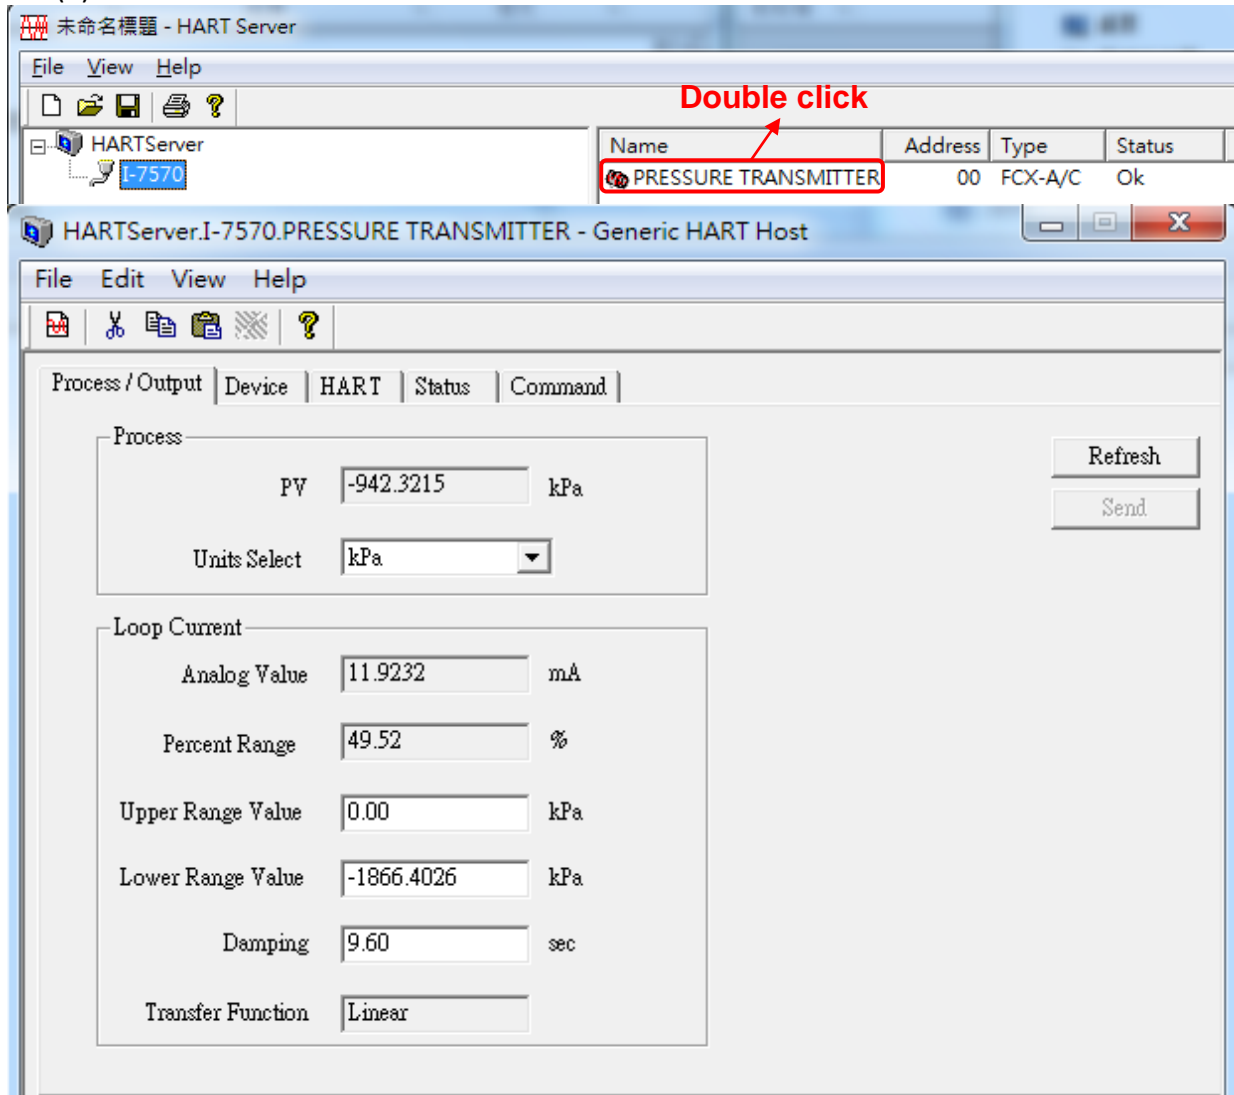 未命名標題 - HART Server
File View Help
Double click
HARTServer
I-7570
Name Address Type Status
PRESSURE TRANSMITTER 00 FCX-A/C Ok
HARTServer.I-7570.PRESSURE TRANSMITTER - Generic HART Host
File Edit View Help
Process / Output Device HART Status Command
Process
PV -942.3215 kPa
Units Select kPa
Refresh
Send
Loop Current
Analog Value 11.9232 mA
Percent Range 49.52 %
Upper Range Value 0.00 kPa
Lower Range Value -1866.4026 kPa
Damping 9.60 sec
Transfer Function Linear